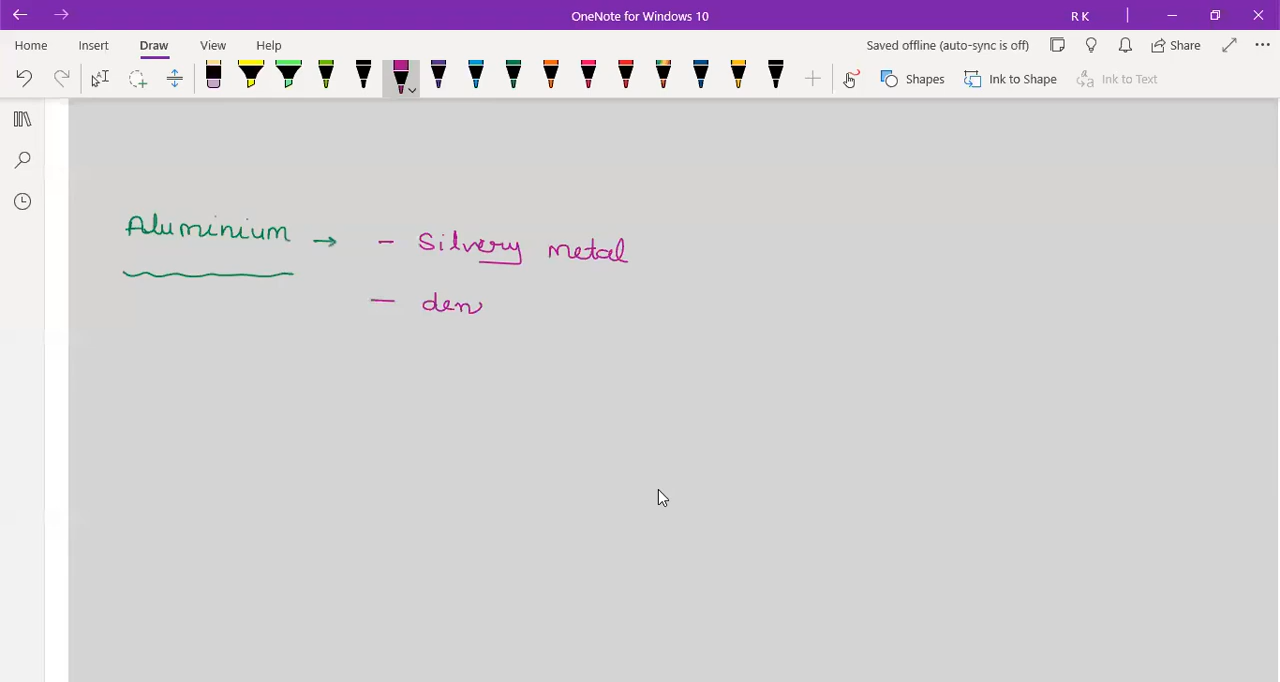 OneNote for Windows 10
R K
Home Insert Draw View Help
Saved offline (auto-sync is off) Share
Shapes Ink to Shape Ink to Text
Aluminium → - Silvery metal
- den